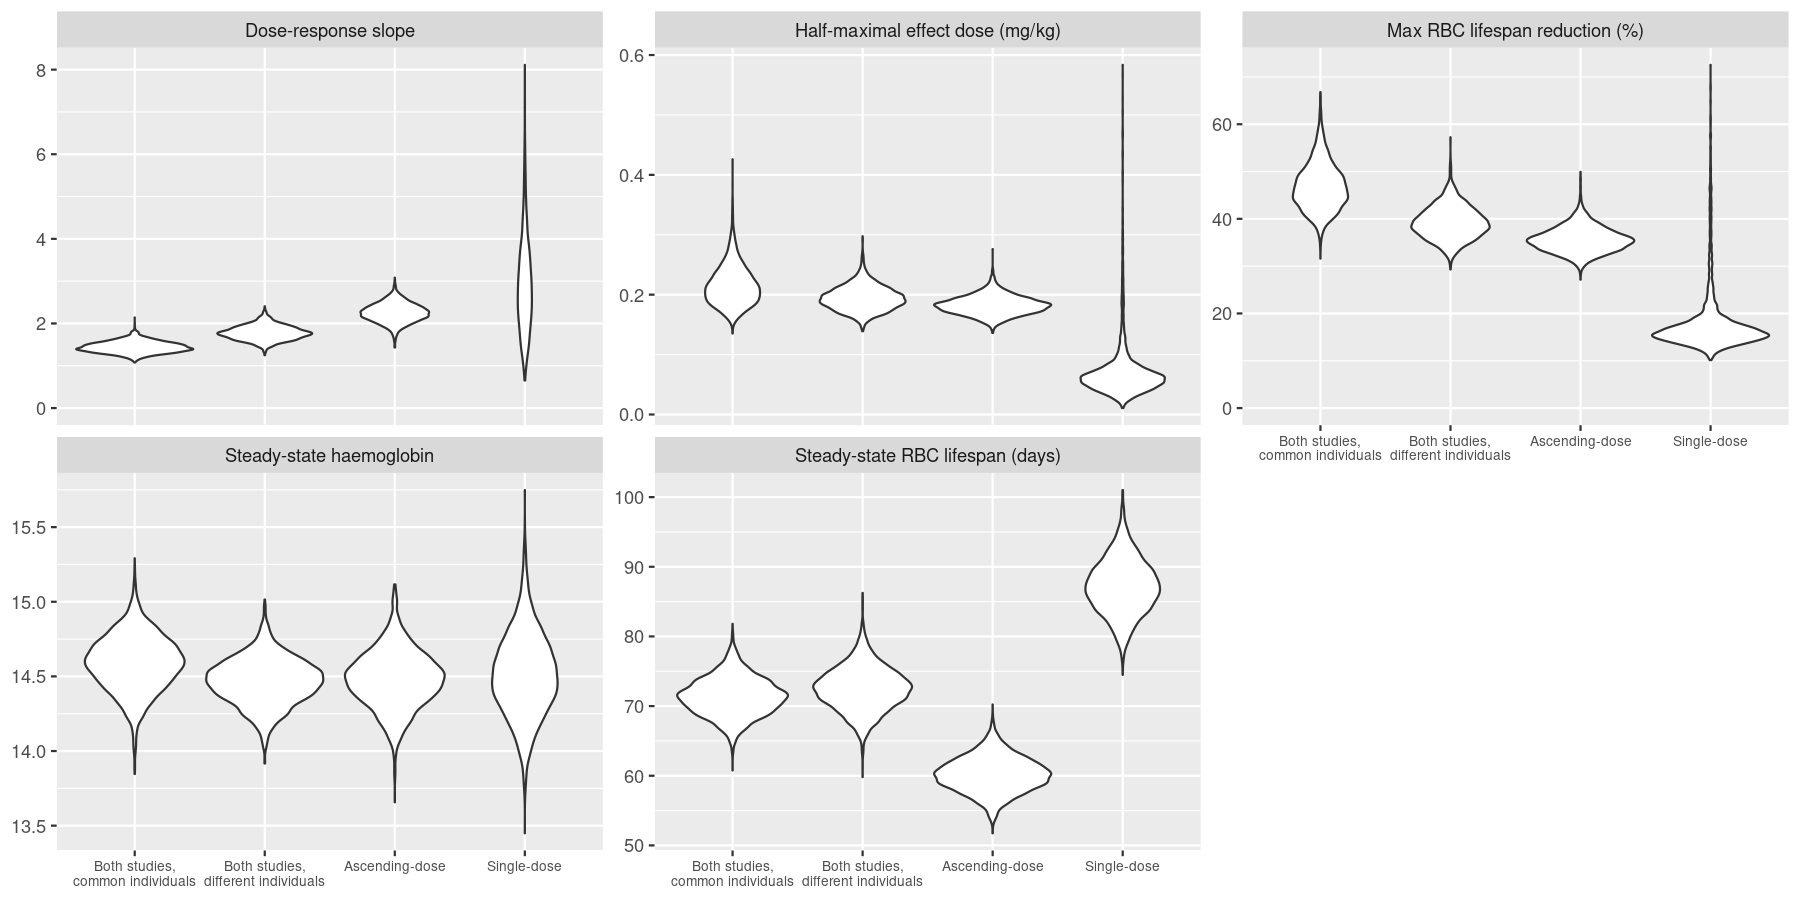 Dose-response slope
8
6
4
2
0
Half-maximal effect dose (mg/kg)
0.6
0.4
0.2
0.0
Max RBC lifespan reduction (%)
60
40
20
0
Both studies,
common individuals
Both studies,
different individuals
Ascending-dose
Single-dose
Steady-state haemoglobin
15.5
15.0
14.5
14.0
13.5
Both studies,
common individuals
Both studies,
different individuals
Ascending-dose
Single-dose
Steady-state RBC lifespan (days)
100
90
80
70
60
50
Both studies,
common individuals
Both studies,
different individuals
Ascending-dose
Single-dose